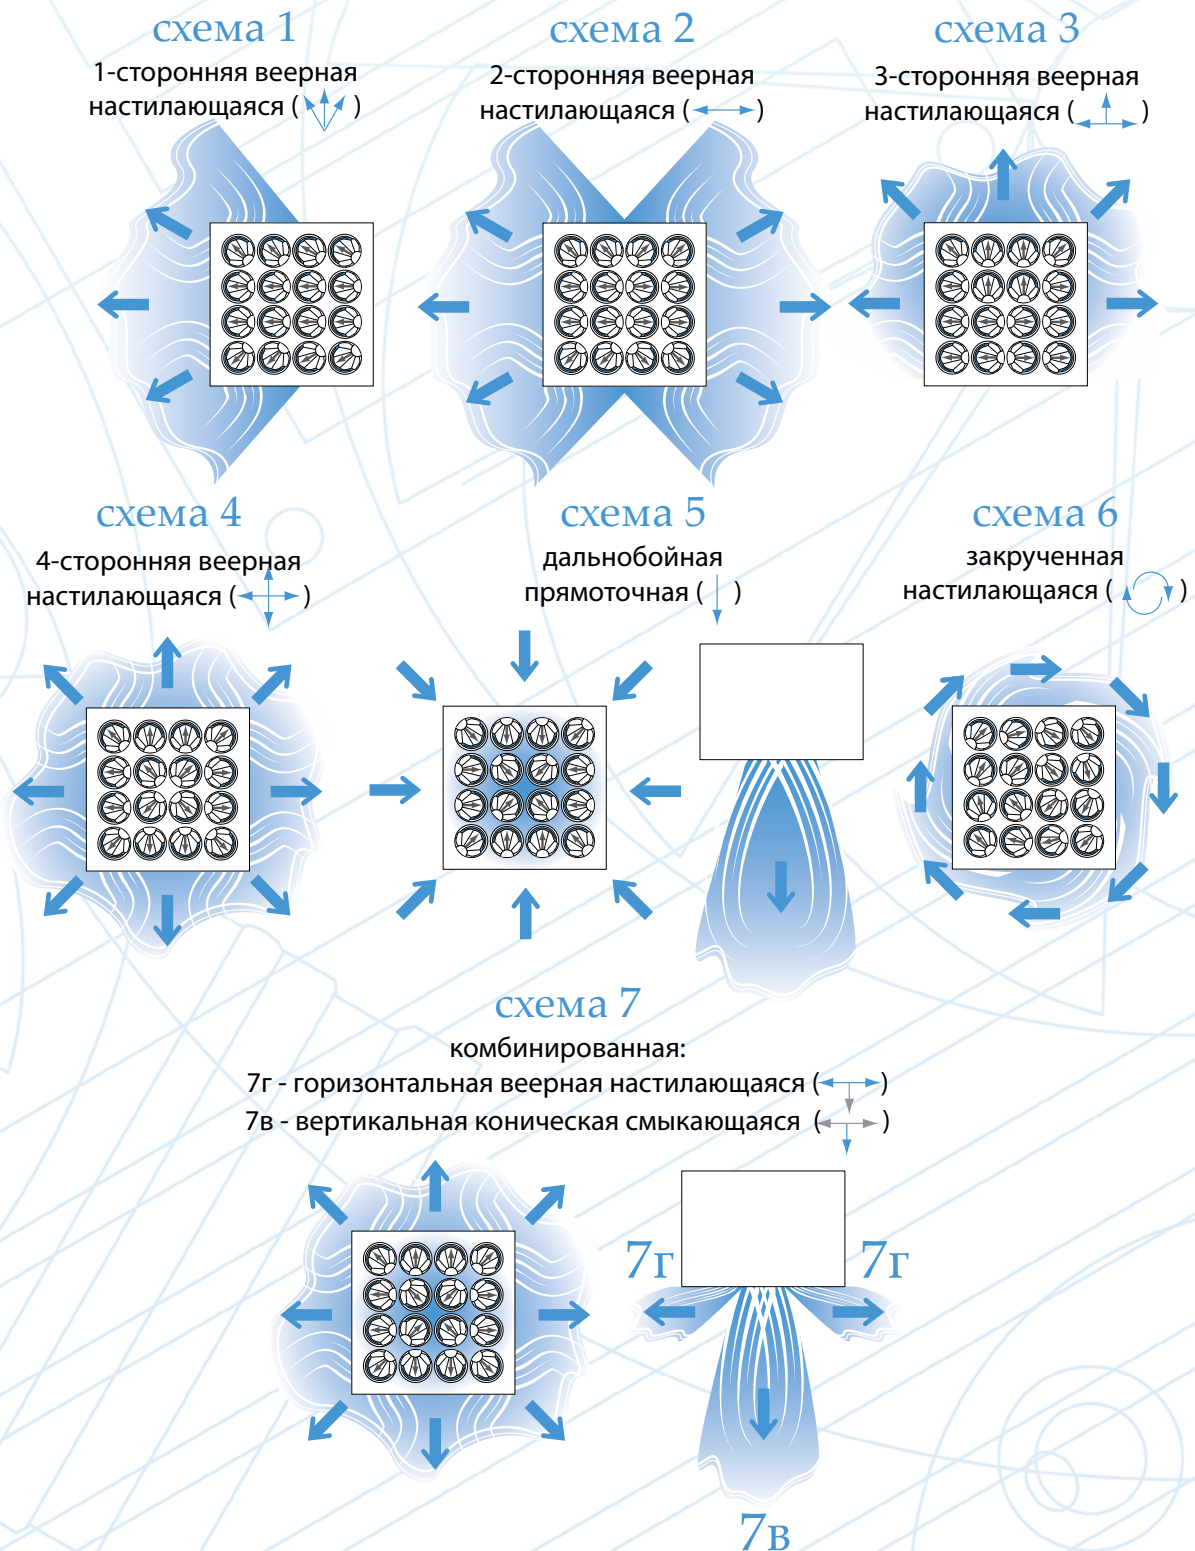 схема 1
1-сторонняя веерная
настилающаяся ( )
схема 2
2-сторонняя веерная
настилающаяся ( )
схема 3
3-сторонняя веерная
настилающаяся ( )
схема 4
4-сторонняя веерная
настилающаяся ( )
схема 5
дальнобойная
прямоточная ( )
схема 6
закрученная
настилающаяся ( )
схема 7
комбинированная:
7г - горизонтальная веерная настилающаяся ( )
7в - вертикальная коническая смыкающаяся ( )
7г
7г
7в